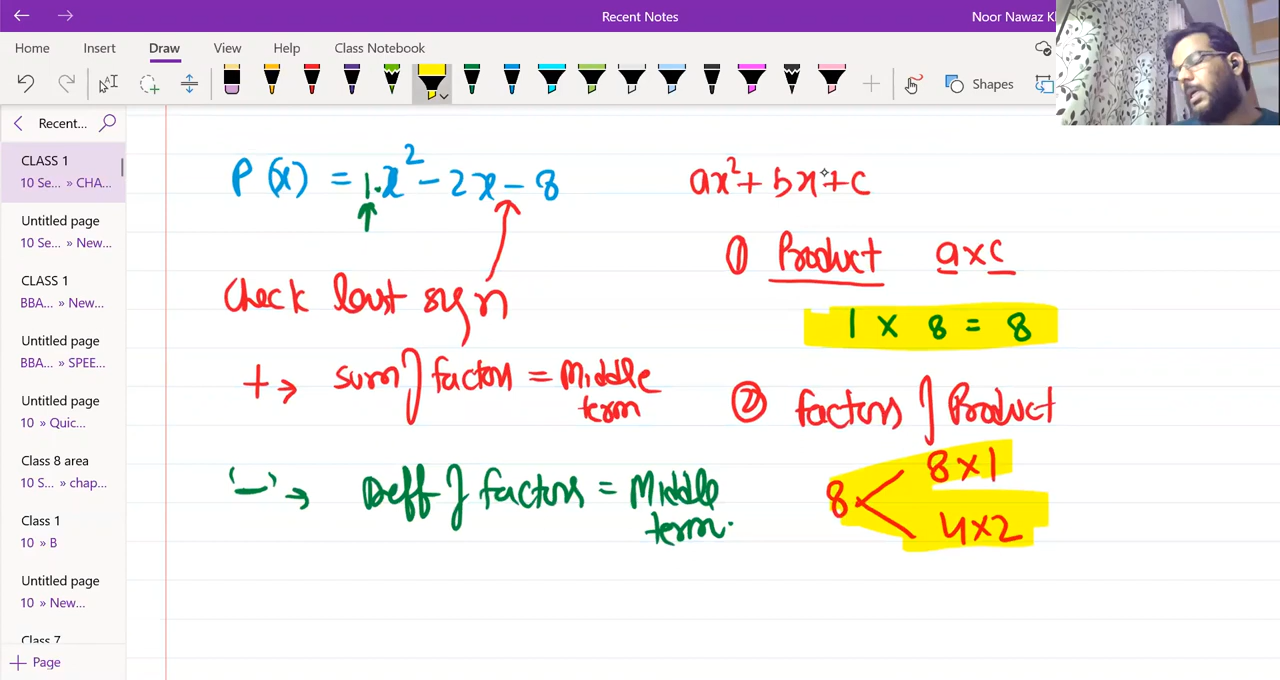 Recent Notes
Noor Nawaz Kh
Home Insert Draw View Help Class Notebook
Shapes
Recent...
CLASS 1
10 Se... » CHA...
Untitled page
10 Se... » New...
CLASS 1
BBA... » New...
Untitled page
BBA... » SPEE...
Untitled page
10 » Quic...
Class 8 area
10 S... » chap...
Class 1
10 » B
Untitled page
10 » New...
Class 7
Page
P(x) = 1.x² - 2x - 8
Check last sign
+ → sum of factors = Middle
term
'-' → Deff of factors = Middle
term.
ax² + bx + c
① Product a×c
1 × 8 = 8
② factors of Product
8 < 8×1
4×2